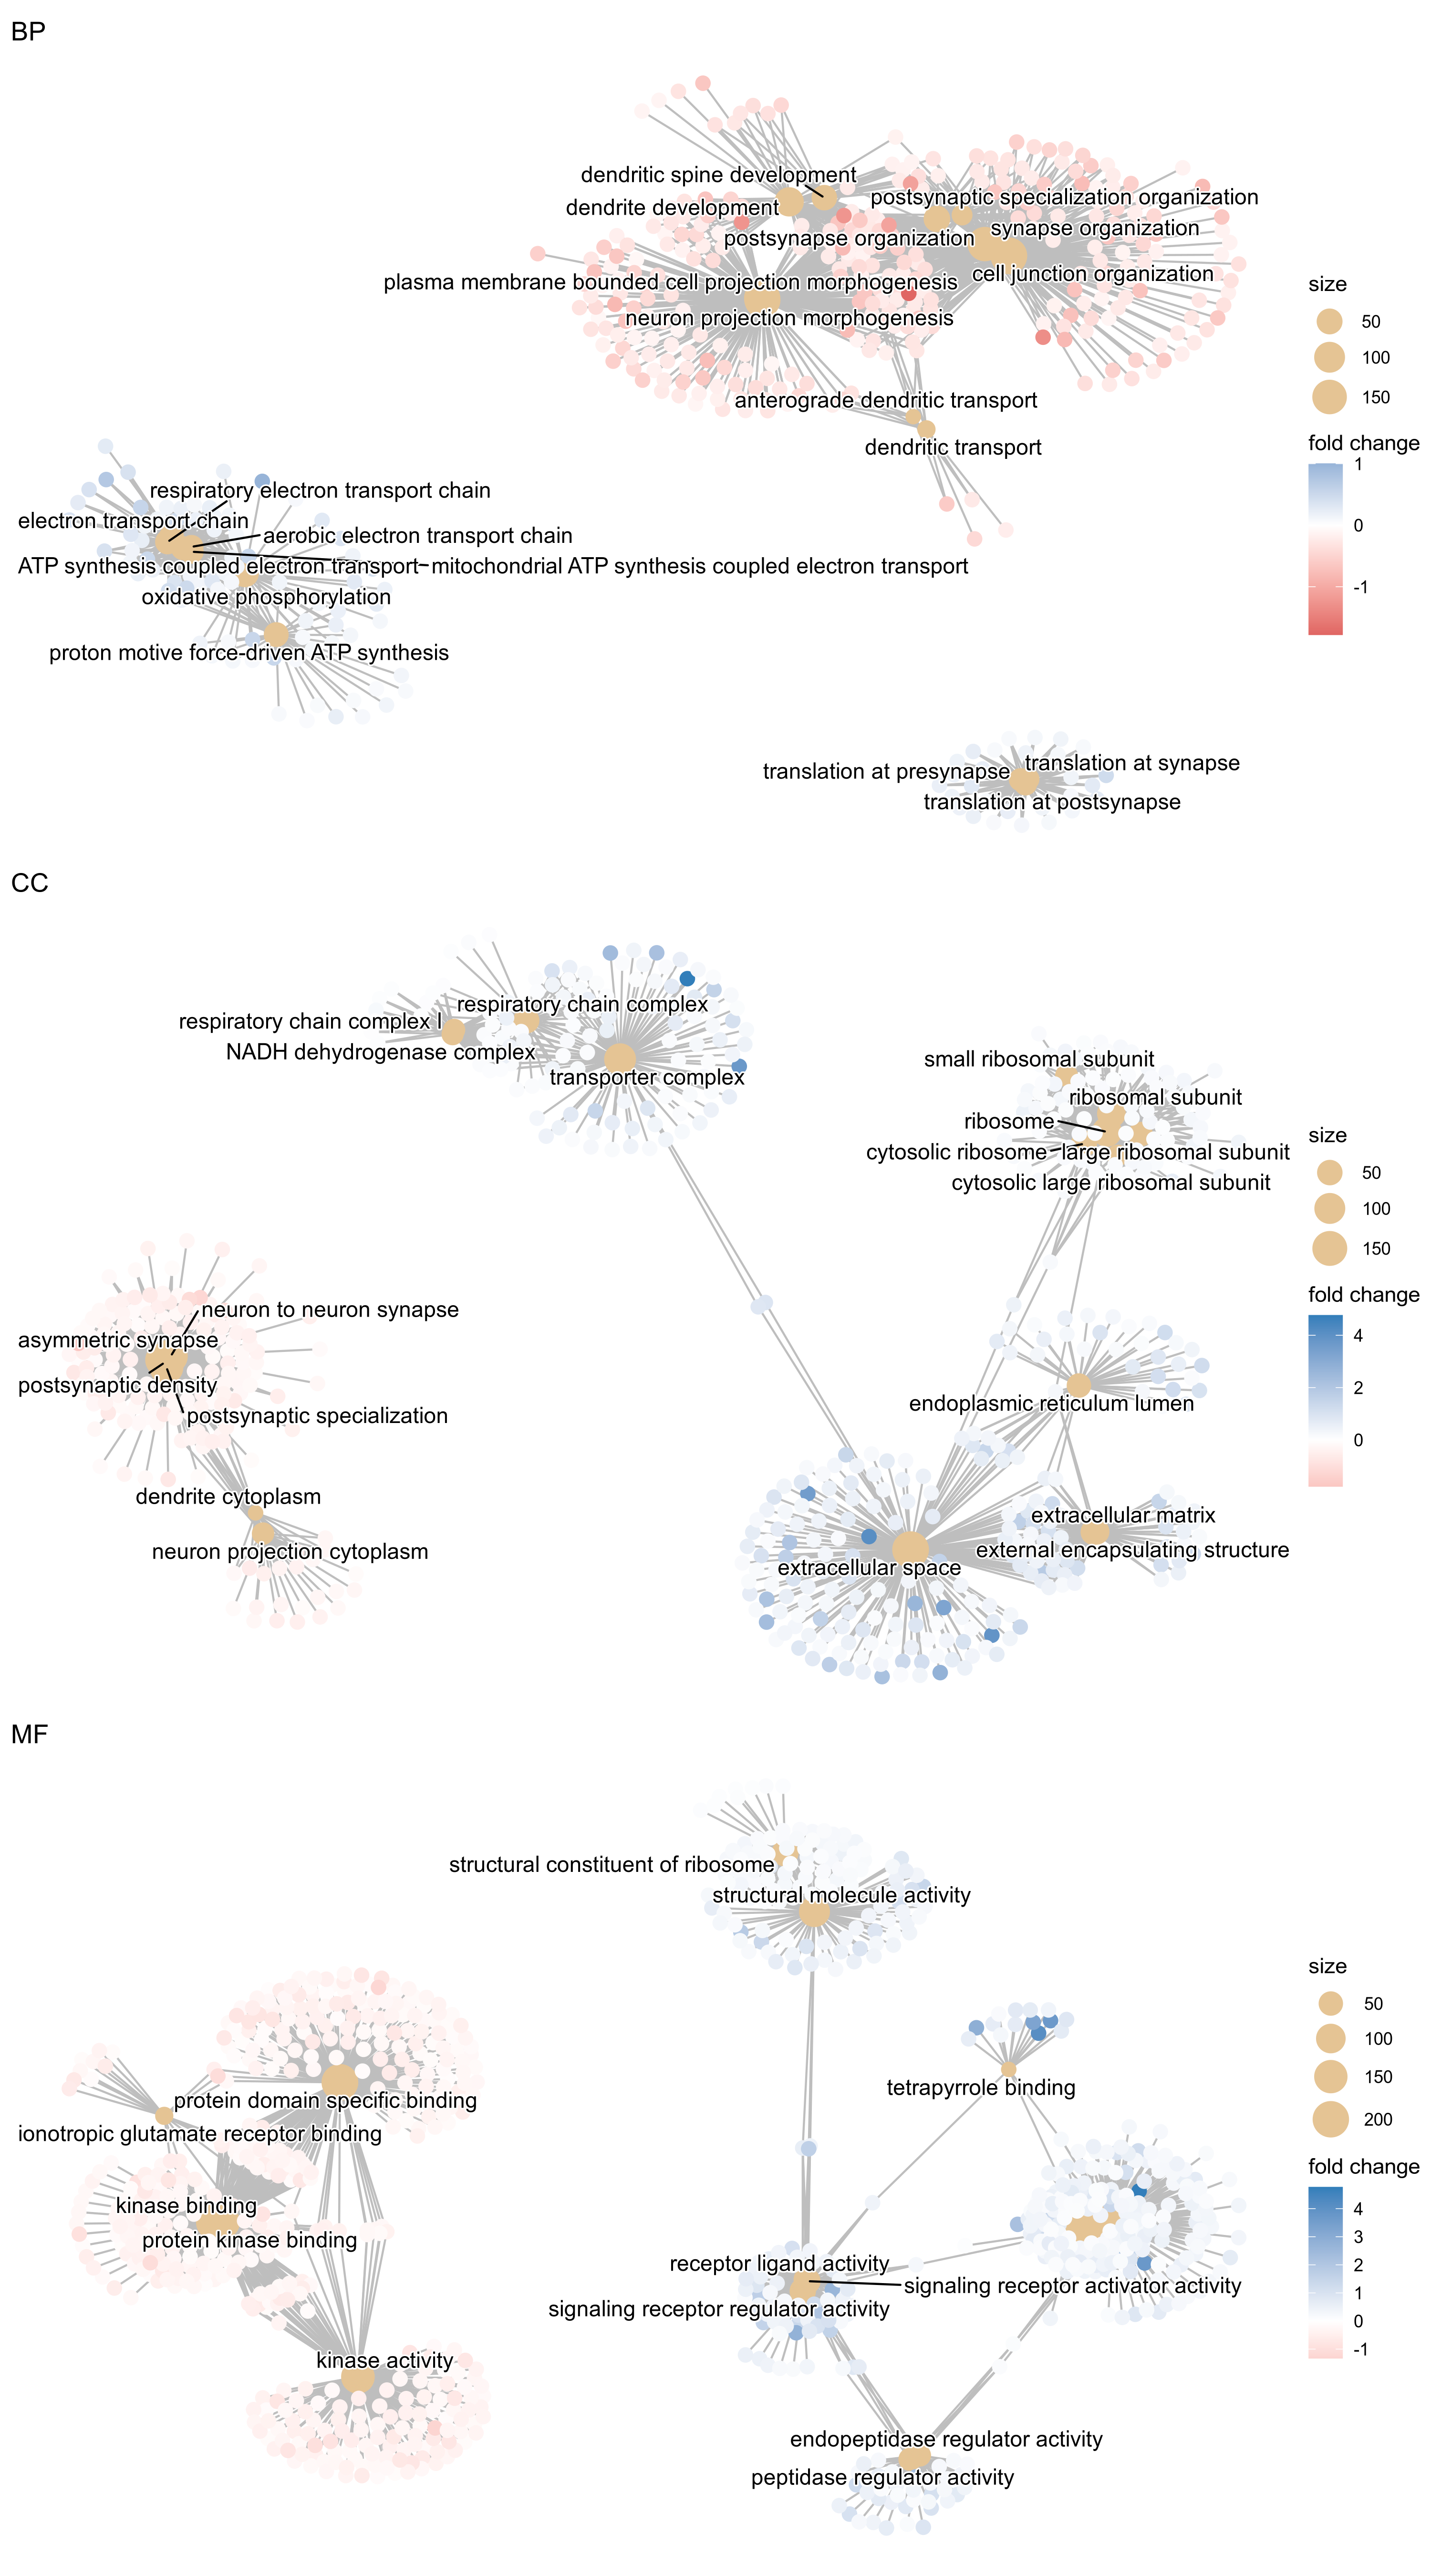 BP
dendritic spine development
postsynaptic specialization organization
dendrite development
synapse organization
postsynapse organization
cell junction organization
plasma membrane bounded cell projection morphogenesis
neuron projection morphogenesis
anterograde dendritic transport
dendritic transport
respiratory electron transport chain
electron transport chain
aerobic electron transport chain
ATP synthesis coupled electron transport
mitochondrial ATP synthesis coupled electron transport
oxidative phosphorylation
proton motive force-driven ATP synthesis
translation at synapse
translation at presynapse
translation at postsynapse
size
50
100
150
fold change
1
0
-1
CC
respiratory chain complex
respiratory chain complex I
NADH dehydrogenase complex
transporter complex
small ribosomal subunit
ribosomal subunit
ribosome
cytosolic ribosome
large ribosomal subunit
cytosolic large ribosomal subunit
neuron to neuron synapse
asymmetric synapse
postsynaptic density
postsynaptic specialization
endoplasmic reticulum lumen
dendrite cytoplasm
neuron projection cytoplasm
extracellular matrix
external encapsulating structure
extracellular space
size
50
100
150
fold change
4
2
0
MF
structural constituent of ribosome
structural molecule activity
tetrapyrrole binding
protein domain specific binding
ionotropic glutamate receptor binding
kinase binding
protein kinase binding
receptor ligand activity
signaling receptor activator activity
signaling receptor regulator activity
kinase activity
endopeptidase regulator activity
peptidase regulator activity
size
50
100
150
200
fold change
4
3
2
1
0
-1